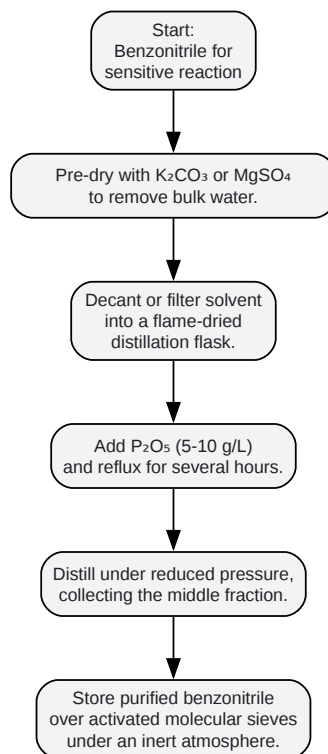 Start:
Benzonitrile for
sensitive reaction
Pre-dry with K₂CO₃ or MgSO₄
to remove bulk water.
Decant or filter solvent
into a flame-dried
distillation flask.
Add P₂O₅ (5-10 g/L)
and reflux for several hours.
Distill under reduced pressure,
collecting the middle fraction.
Store purified benzonitrile
over activated molecular sieves
under an inert atmosphere.